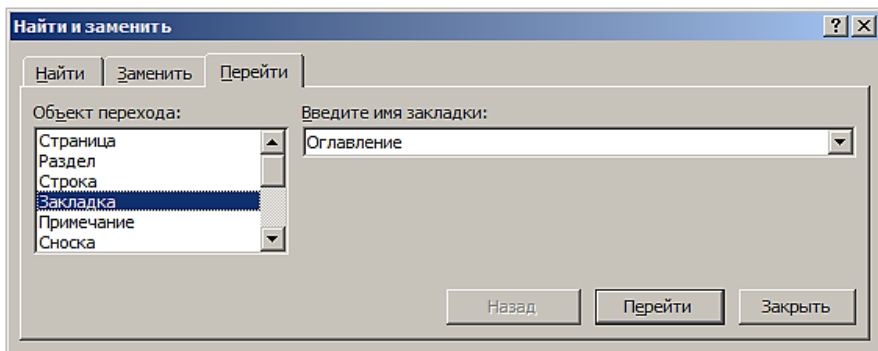 Найти и заменить
Найти Заменить Перейти
Объект перехода: Введите имя закладки:
Страница Оглавление
Раздел
Строка
Закладка
Примечание
Сноска
Назад Перейти Закрыть